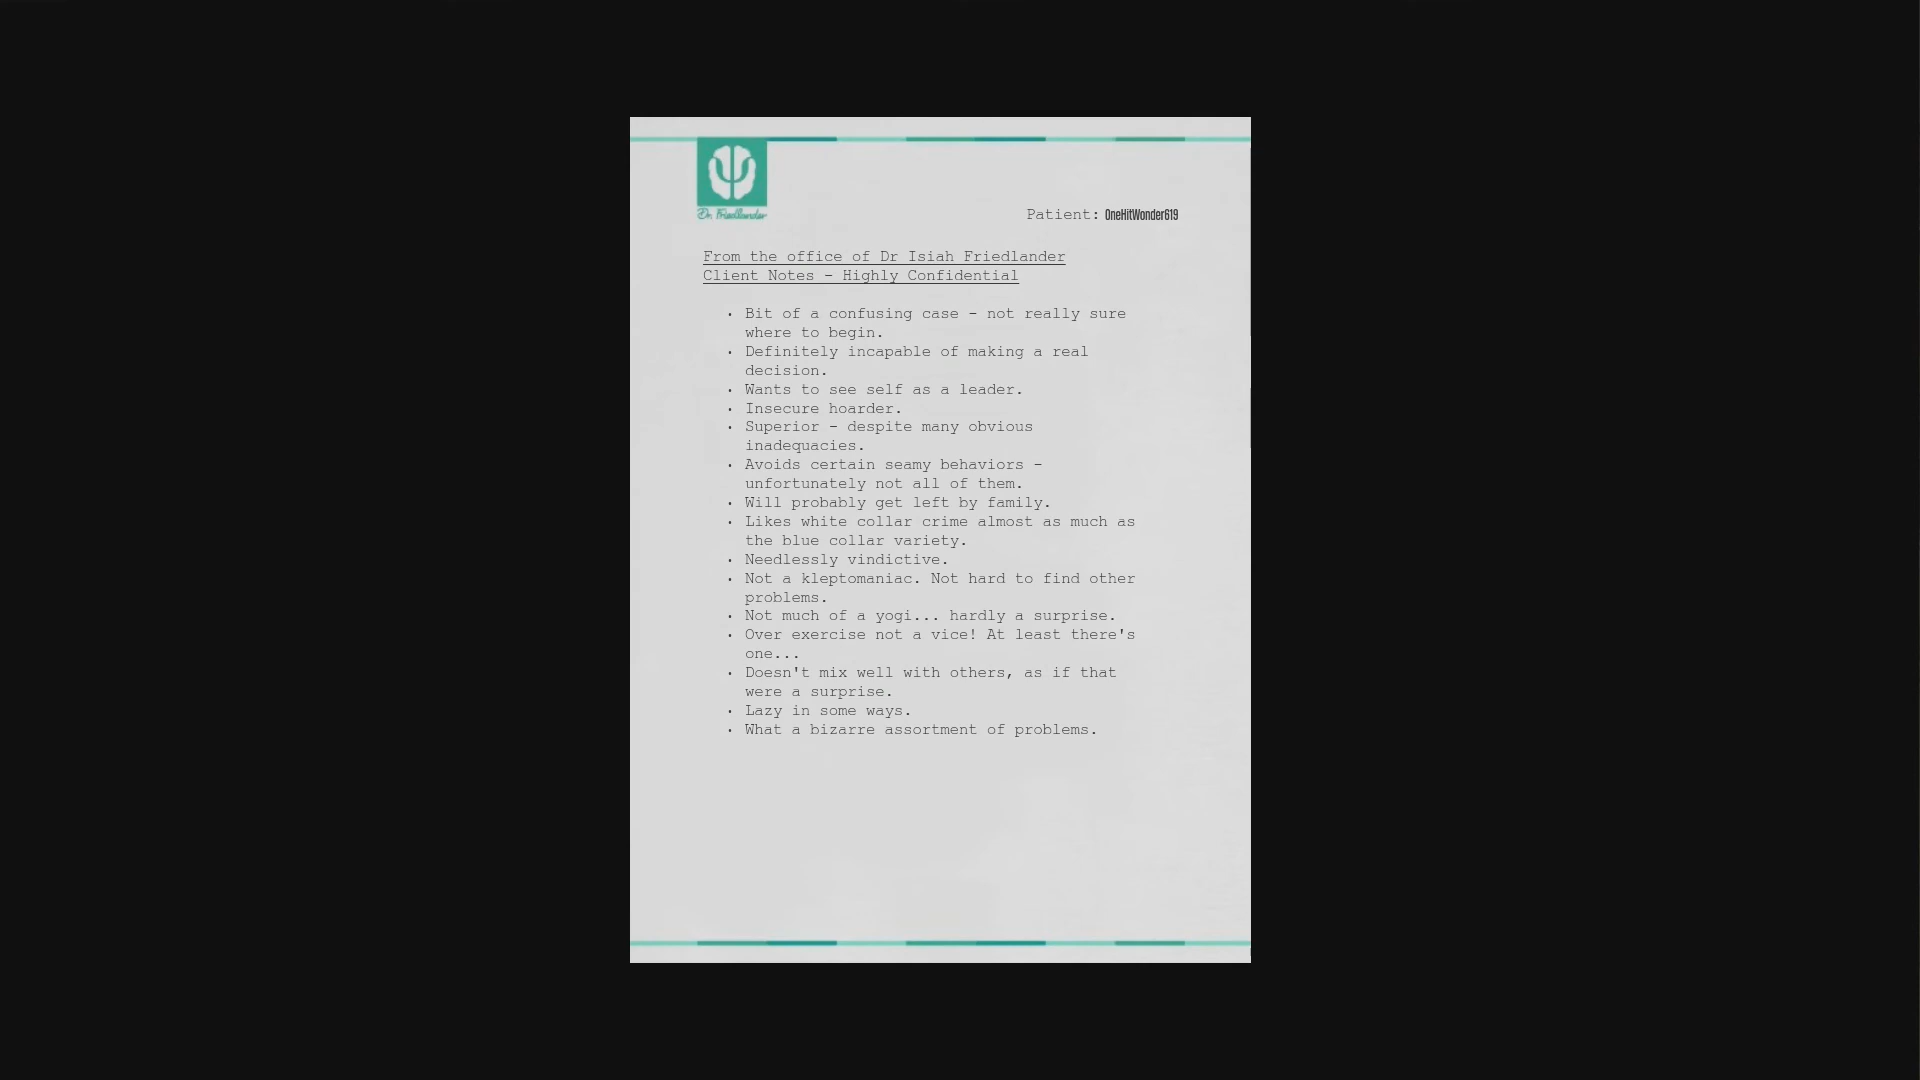 Dr. Friedlander
Patient: OneHitWonder619
From the office of Dr Isiah Friedlander
Client Notes - Highly Confidential
• Bit of a confusing case - not really sure
where to begin.
• Definitely incapable of making a real
decision.
• Wants to see self as a leader.
• Insecure hoarder.
• Superior - despite many obvious
inadequacies.
• Avoids certain seamy behaviors -
unfortunately not all of them.
• Will probably get left by family.
• Likes white collar crime almost as much as
the blue collar variety.
• Needlessly vindictive.
• Not a kleptomaniac. Not hard to find other
problems.
• Not much of a yogi... hardly a surprise.
• Over exercise not a vice! At least there's
one...
• Doesn't mix well with others, as if that
were a surprise.
• Lazy in some ways.
• What a bizarre assortment of problems.